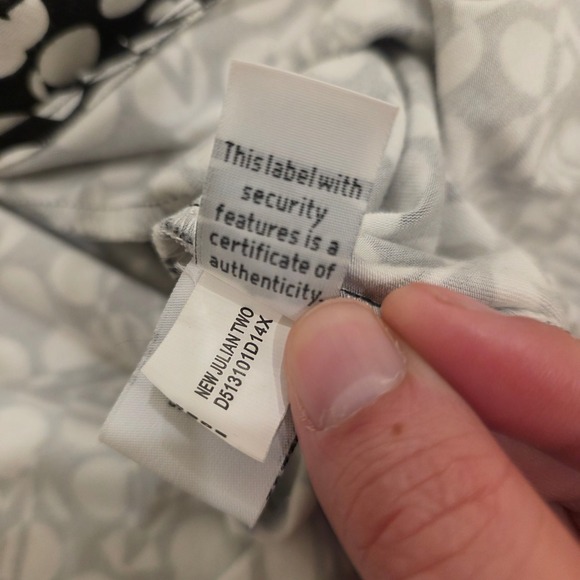 This label with
security
features is a
certificate of
authenticity.
NEW JULIAN TWO
D513101D14X